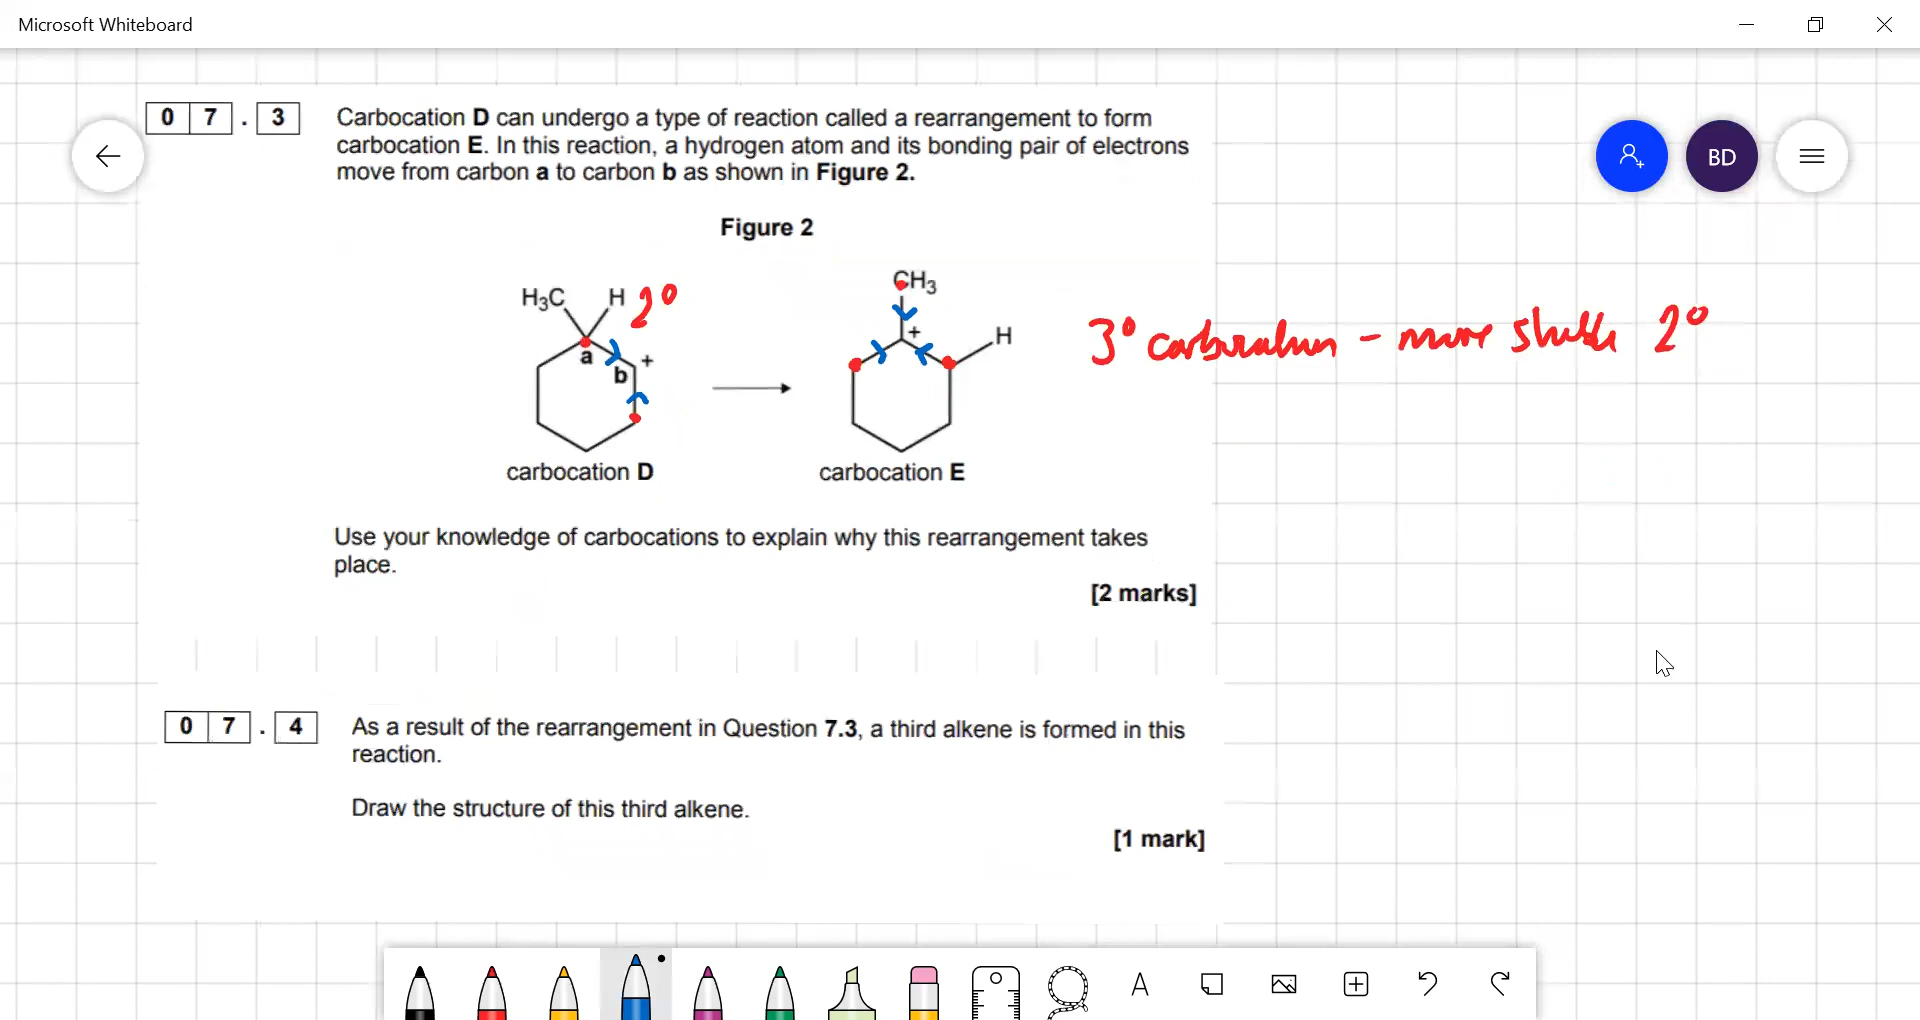 Microsoft Whiteboard
0 7 . 3
Carbocation D can undergo a type of reaction called a rearrangement to form
carbocation E. In this reaction, a hydrogen atom and its bonding pair of electrons
move from carbon a to carbon b as shown in Figure 2.
BD
Figure 2
H₃C H 2°
a b +
carbocation D
CH₃
+ H
carbocation E
3° carbocation - more stable 2°
Use your knowledge of carbocations to explain why this rearrangement takes
place.
[2 marks]
0 7 . 4
As a result of the rearrangement in Question 7.3, a third alkene is formed in this
reaction.
Draw the structure of this third alkene.
[1 mark]
A